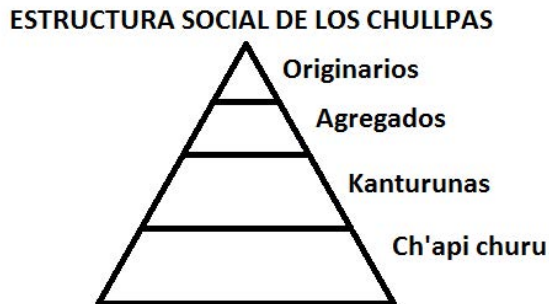 ESTRUCTURA SOCIAL DE LOS CHULLPAS
Originarios
Agregados
Kanturunas
Ch'api churu